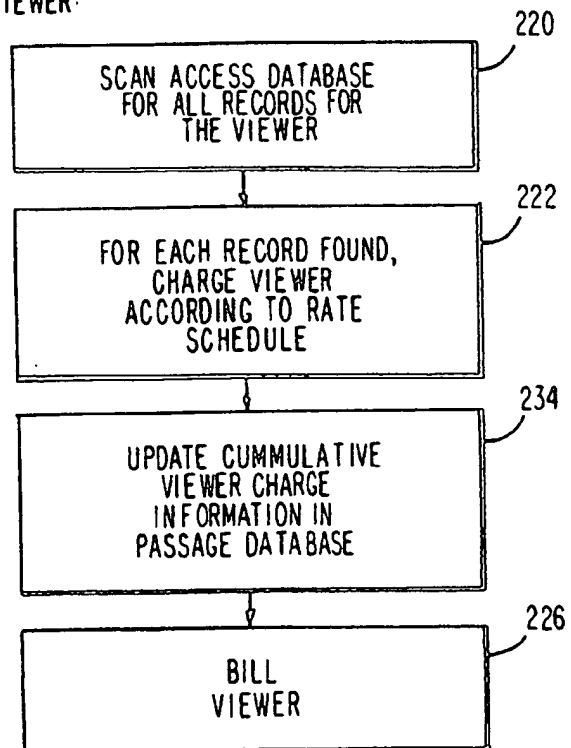 220
SCAN ACCESS DATABASE
FOR ALL RECORDS FOR
THE VIEWER
222
FOR EACH RECORD FOUND,
CHARGE VIEWER
ACCORDING TO RATE
SCHEDULE
234
UPDATE CUMMULATIVE
VIEWER CHARGE
INFORMATION IN
PASSAGE DATABASE
226
BILL
VIEWER